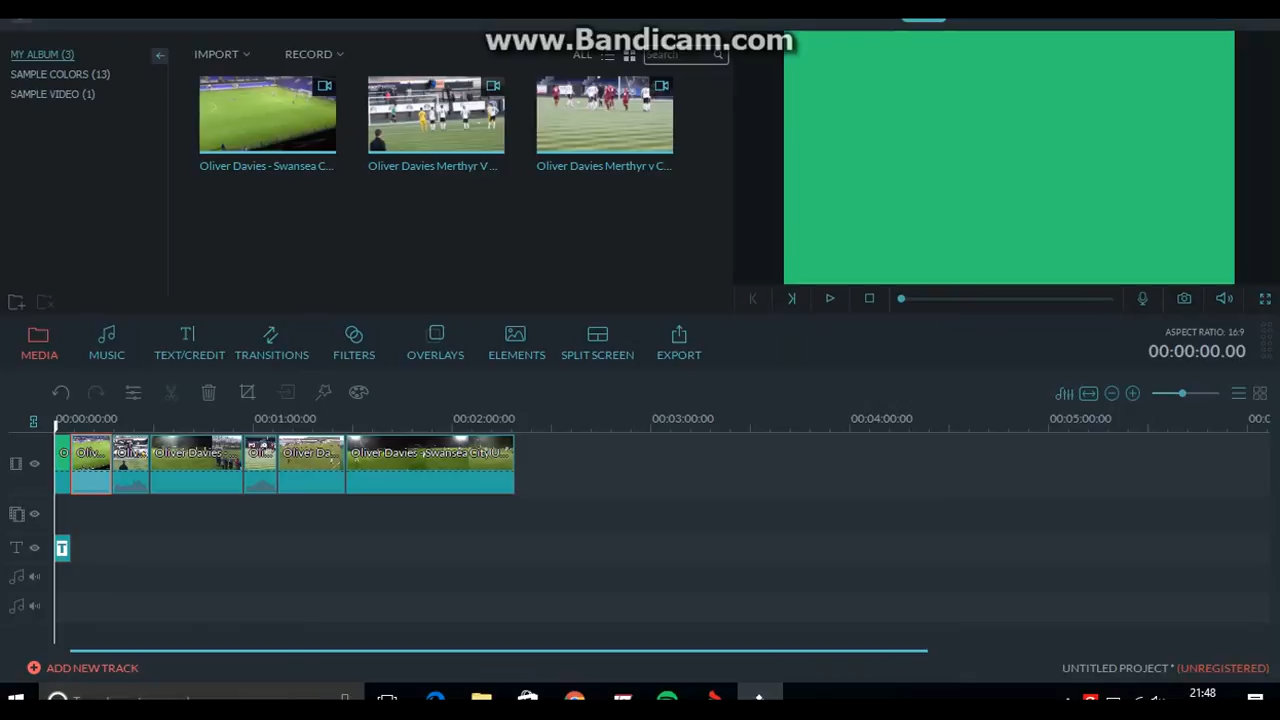 www.Bandicam.com
MY ALBUM (3)
IMPORT
RECORD
ALL
Search
SAMPLE COLORS (13)
SAMPLE VIDEO (1)
Oliver Davies - Swansea C...
Oliver Davies Merthyr V ...
Oliver Davies Merthyr v C...
MEDIA
MUSIC
TEXT/CREDIT
TRANSITIONS
FILTERS
OVERLAYS
ELEMENTS
SPLIT SCREEN
EXPORT
ASPECT RATIO: 16:9
00:00:00.00
00:00:00:00
00:01:00:00
00:02:00:00
00:03:00:00
00:04:00:00
00:05:00:00
Oliv...
Oliver Davies...
Oliver Da...
Oliver Davies - Swansea City U...
T
T
ADD NEW TRACK
UNTITLED PROJECT * (UNREGISTERED)
21:48